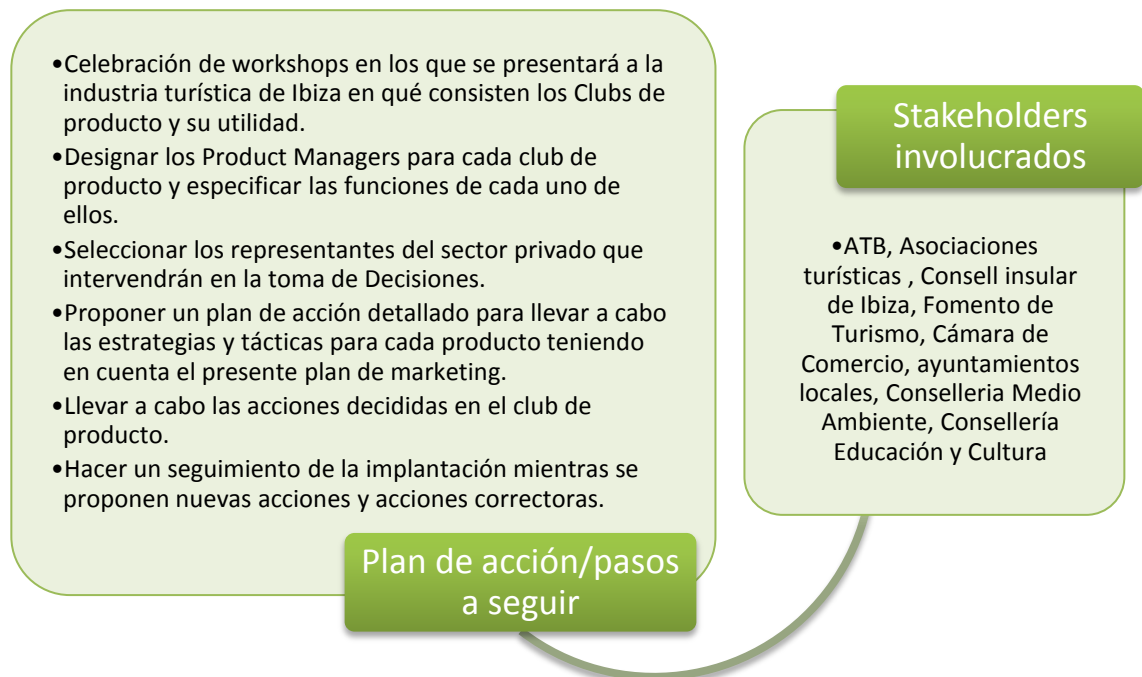 •Celebración de workshops en los que se presentará a la
industria turística de Ibiza en qué consisten los Clubs de
producto y su utilidad.
•Designar los Product Managers para cada club de
producto y especificar las funciones de cada uno de
ellos.
•Seleccionar los representantes del sector privado que
intervendrán en la toma de Decisiones.
•Proponer un plan de acción detallado para llevar a cabo
las estrategias y tácticas para cada producto teniendo
en cuenta el presente plan de marketing.
•Llevar a cabo las acciones decididas en el club de
producto.
•Hacer un seguimiento de la implantación mientras se
proponen nuevas acciones y acciones correctoras.
Plan de acción/pasos
a seguir
Stakeholders
involucrados
•ATB, Asociaciones
turísticas , Consell insular
de Ibiza, Fomento de
Turismo, Cámara de
Comercio, ayuntamientos
locales, Conselleria Medio
Ambiente, Consellería
Educación y Cultura